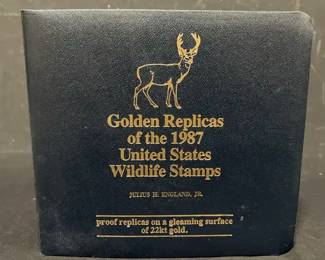 Golden Replicas
of the 1987
United States
Wildlife Stamps
JULIUS H. ENGLAND, JR.
proof replicas on a gleaming surface
of 22kt gold.